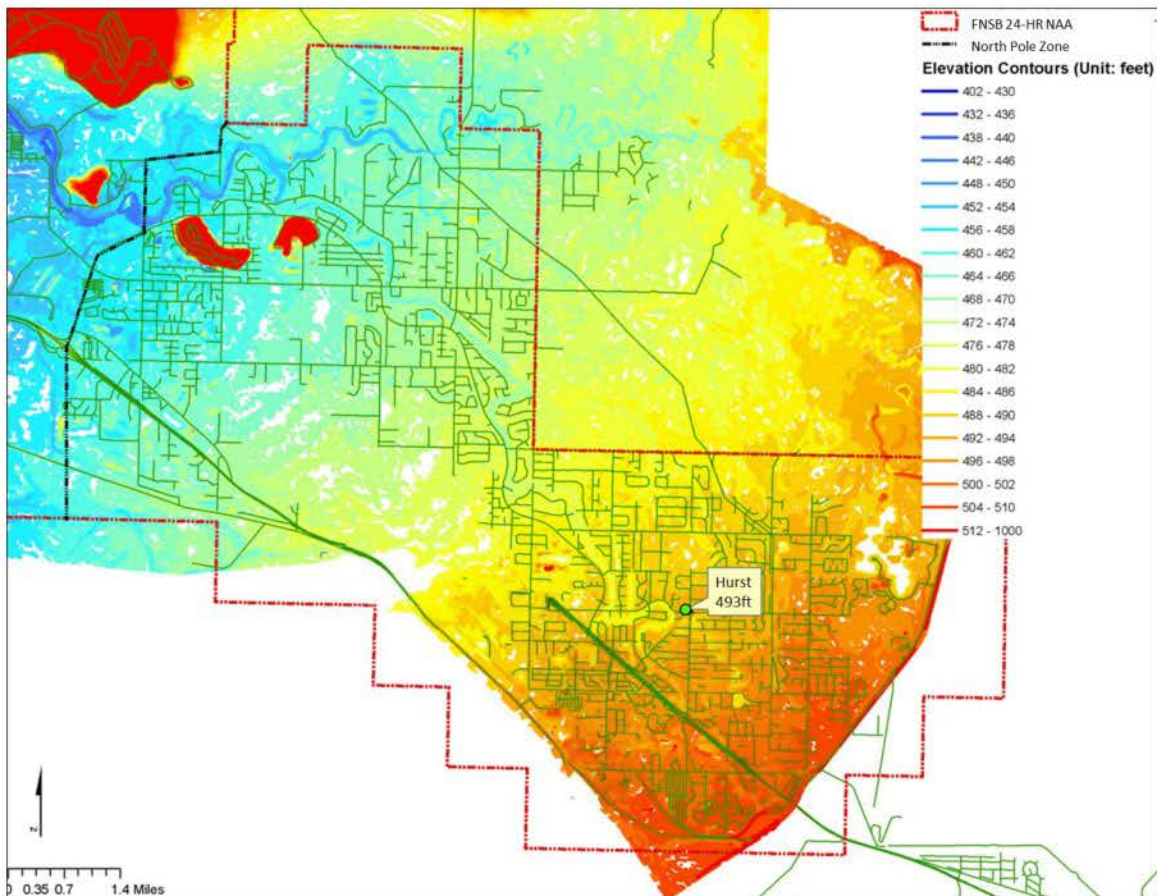 FNSB 24-HR NAA
North Pole Zone
Elevation Contours (Unit: feet)
402 - 430
432 - 436
438 - 440
442 - 446
448 - 450
452 - 454
456 - 458
460 - 462
464 - 466
468 - 470
472 - 474
476 - 478
480 - 482
484 - 486
488 - 490
492 - 494
496 - 498
500 - 502
504 - 510
512 - 1000
Hurst
493ft
N
0 0.35 0.7 1.4 Miles